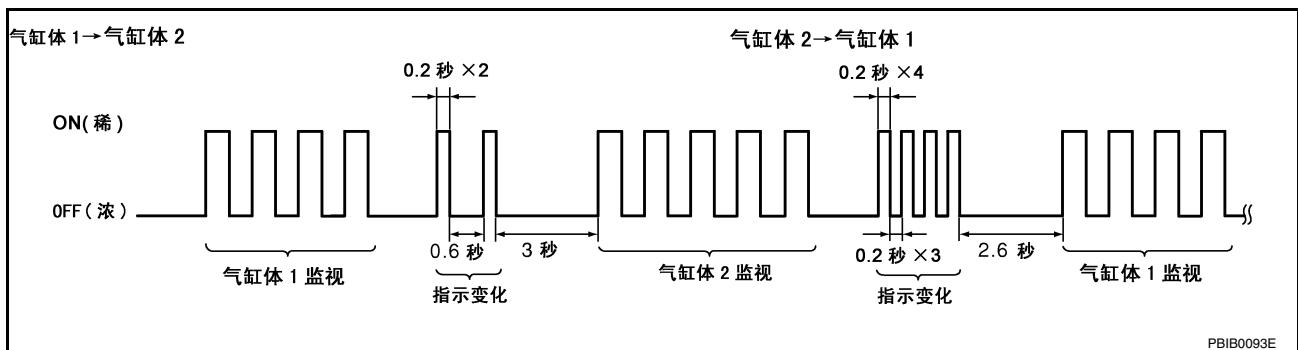 气缸体 1→气缸体 2
气缸体 2→气缸体 1
0.2 秒 ×2
0.2 秒 ×4
ON(稀)
OFF(浓)
0.6 秒
3 秒
0.2 秒 ×3
2.6 秒
气缸体 1 监视
指示变化
气缸体 2 监视
指示变化
气缸体 1 监视
PBIB0093E